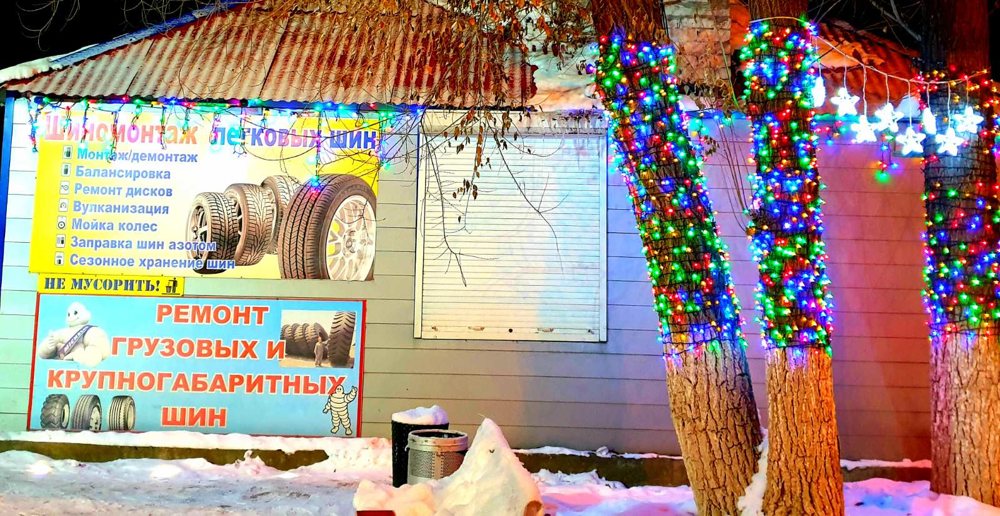 Шиномонтаж легковых шин
Монтаж/демонтаж
Балансировка
Ремонт дисков
Вулканизация
Мойка колес
Заправка шин азотом
Сезонное хранение шин
НЕ МУСОРИТЬ!
РЕМОНТ
ГРУЗОВЫХ И
КРУПНОГАБАРИТНЫХ
ШИН
MICHELIN